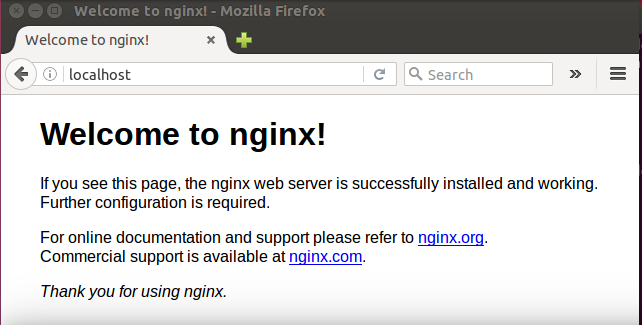 Welcome to nginx! - Mozilla Firefox
Welcome to nginx!
localhost
Search
Welcome to nginx!
If you see this page, the nginx web server is successfully installed and working.
Further configuration is required.
For online documentation and support please refer to nginx.org.
Commercial support is available at nginx.com.
Thank you for using nginx.